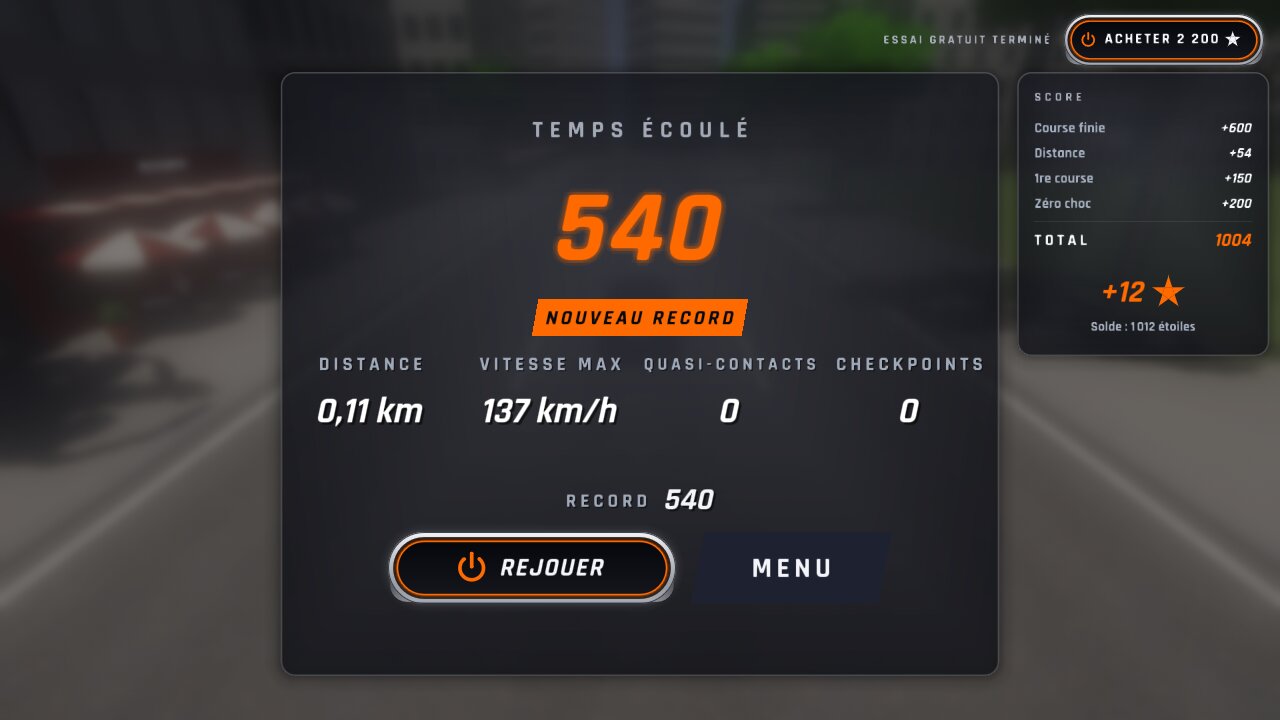 ESSAI GRATUIT TERMINÉ
ACHETER 2 200 ★
TEMPS ÉCOULÉ
540
NOUVEAU RECORD
DISTANCE VITESSE MAX QUASI-CONTACTS CHECKPOINTS
0,11 km 137 km/h 0 0
RECORD 540
REJOUER
MENU
SCORE
Course finie +600
Distance +54
1re course +150
Zéro choc +200
TOTAL 1004
+12 ★
Solde : 1 012 étoiles